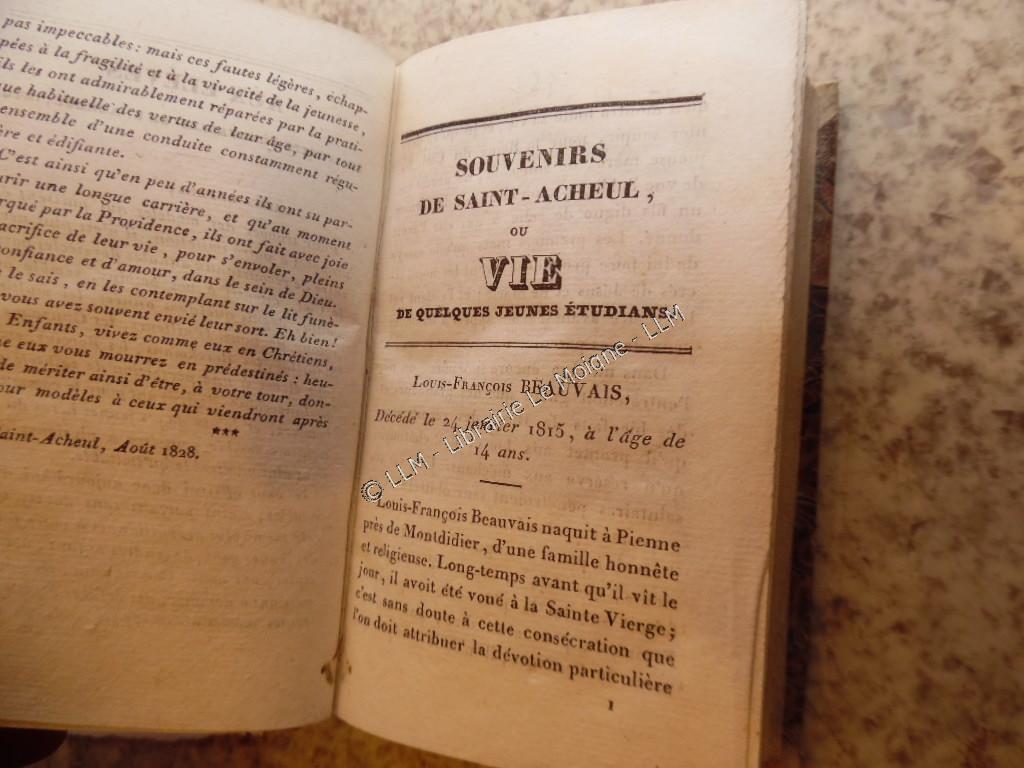 pas impeccables: mais ces fautes légères, échap-
pées à la fragilité et à la vivacité de la jeunesse,
ils les ont admirablement réparées par la prati-
que habituelle des vertus de leur âge, par tout
ensemble d'une conduite constamment régu-
ère et édifiante.
C'est ainsi qu'en peu d'années ils ont su par-
urir une longue carrière, et qu'au moment
rqué par la Providence, ils ont fait avec joie
acrifice de leur vie, pour s'envoler, pleins
onfiance et d'amour, dans le sein de Dieu.
e le sais, en les contemplant sur le lit funè-
vous avez souvent envié leur sort. Eh bien!
Enfants, vivez comme eux en Chrétiens,
e eux vous mourrez en prédestinés: heu-
de mériter ainsi d'être, à votre tour, don-
our modèles à ceux qui viendront après
***
aint-Acheul, Août 1828.
SOUVENIRS
DE SAINT-ACHEUL,
OU
VIE
DE QUELQUES JEUNES ÉTUDIANS.
Louis-François BEAUVAIS,
Décédé le 24 janvier 1815, à l'âge de
14 ans.
Louis-François Beauvais naquit à Pienne
près de Montdidier, d'une famille honnête
et religieuse. Long-temps avant qu'il vît le
jour, il avoit été voué à la Sainte Vierge;
c'est sans doute à cette consécration que
l'on doit attribuer la dévotion particulière
1
© LLM - Librairie Le Moigne - LLM